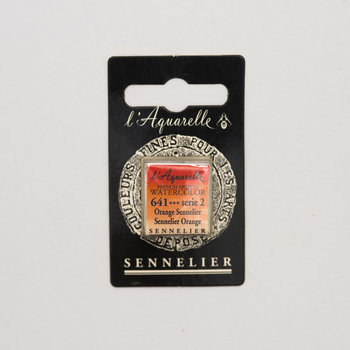 l'Aquarelle
COULEURS FINES POUR LES ARTS
DÉPOSÉ
l'Aquarelle
FRENCH ARTISTS'
WATERCOLOR
641 *** serie 2
Orange Sennelier
Sennelier Orange
SENNELIER
SENNELIER